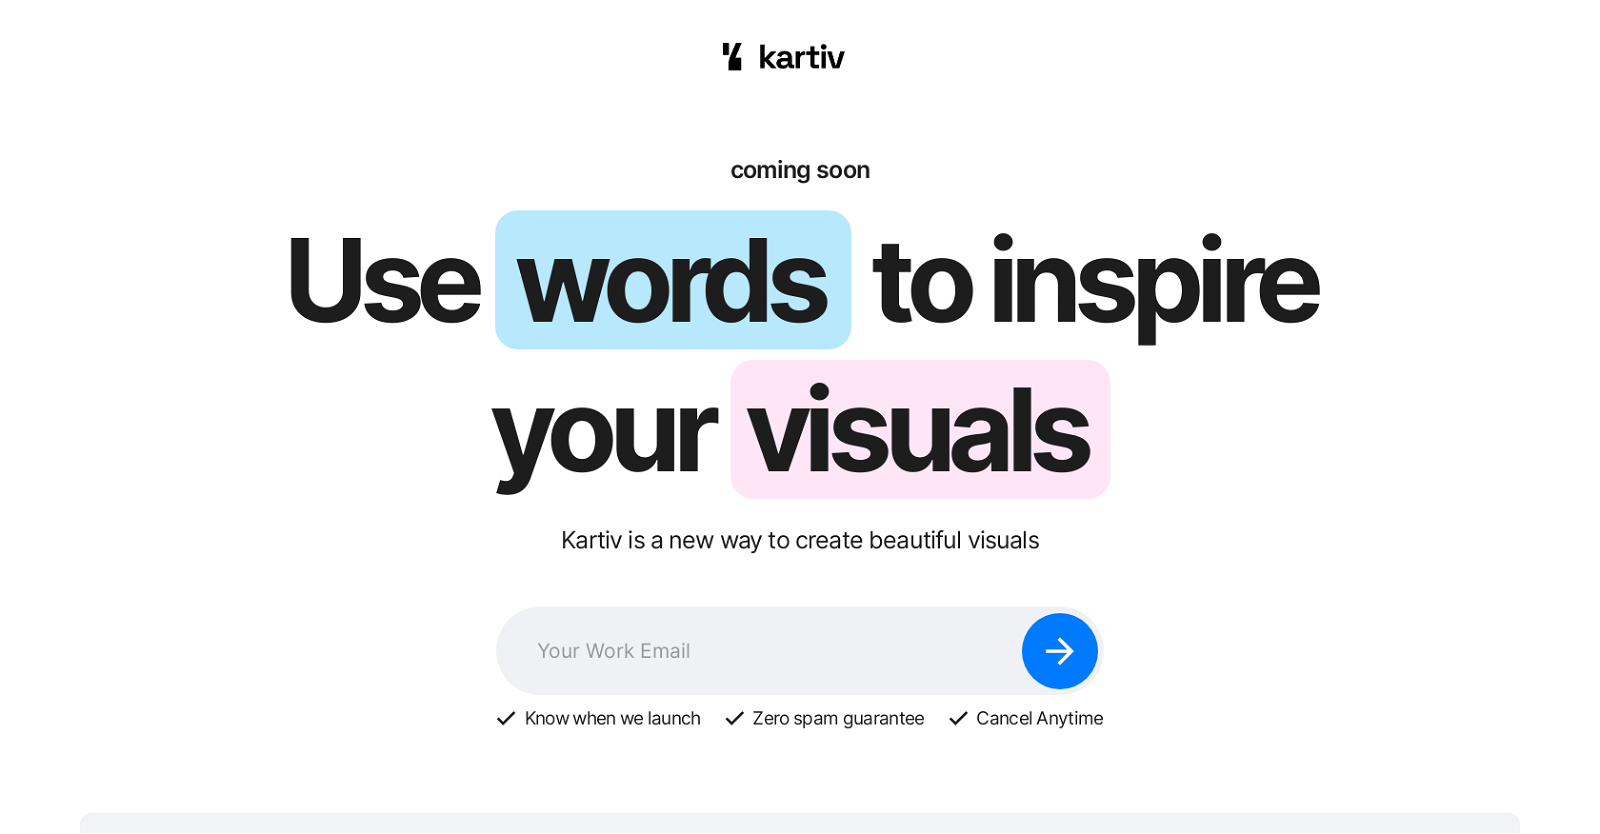 kartiv
coming soon
Use words to inspire
your visuals
Kartiv is a new way to create beautiful visuals
Your Work Email
Know when we launch Zero spam guarantee Cancel Anytime